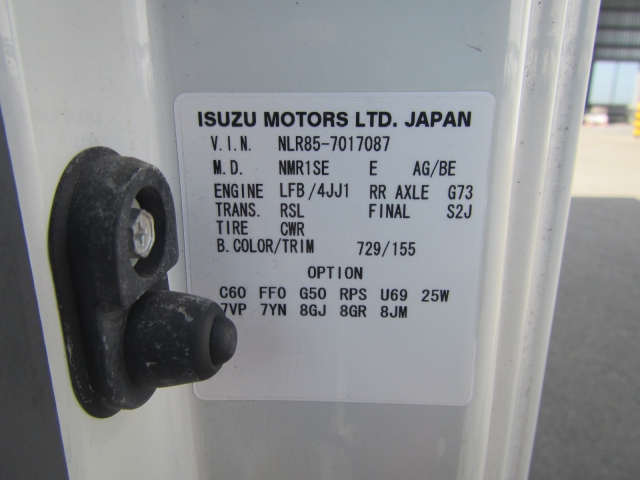 ISUZU MOTORS LTD. JAPAN
V.I.N. NLR85-7017087
M.D. NMR1SE E AG/BE
ENGINE LFB/4JJ1 RR AXLE G73
TRANS. RSL FINAL S2J
TIRE CWR
B.COLOR/TRIM 729/155
OPTION
C60 FF0 G50 RPS U69 25W
7VP 7YN 8GJ 8GR 8JM